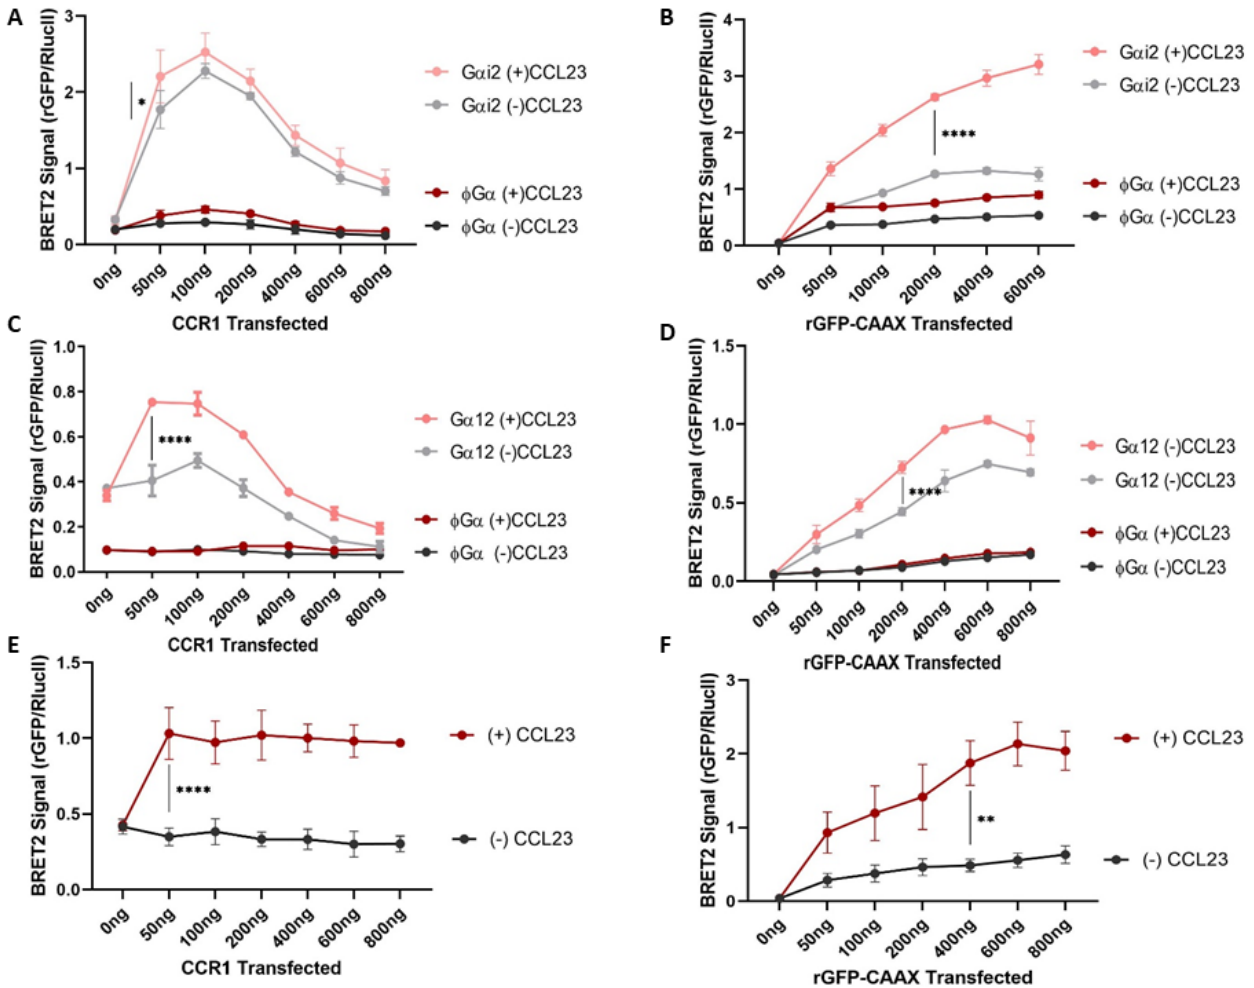 A
BRET2 Signal (rGFP/RlucII)
3
2
1
0
*
0ng
50ng
100ng
200ng
400ng
600ng
800ng
CCR1 Transfected
Gαi2 (+)CCL23
Gαi2 (-)CCL23
ϕGα (+)CCL23
ϕGα (-)CCL23
B
BRET2 Signal (rGFP/RlucII)
4
3
2
1
0
****
0ng
50ng
100ng
200ng
400ng
600ng
rGFP-CAAX Transfected
Gαi2 (+)CCL23
Gαi2 (-)CCL23
ϕGα (+)CCL23
ϕGα (-)CCL23
C
BRET2 Signal (rGFP/RlucII)
1.0
0.8
0.6
0.4
0.2
0.0
****
0ng
50ng
100ng
200ng
400ng
600ng
800ng
CCR1 Transfected
Gα12 (+)CCL23
Gα12 (-)CCL23
ϕGα (+)CCL23
ϕGα (-)CCL23
D
BRET2 Signal (rGFP/RlucII)
1.5
1.0
0.5
0.0
****
0ng
50ng
100ng
200ng
400ng
600ng
800ng
rGFP-CAAX Transfected
Gα12 (-)CCL23
Gα12 (-)CCL23
ϕGα (+)CCL23
ϕGα (-)CCL23
E
BRET2 Signal (rGFP/RlucII)
1.5
1.0
0.5
0.0
****
0ng
50ng
100ng
200ng
400ng
600ng
800ng
CCR1 Transfected
(+) CCL23
(-) CCL23
F
BRET2 Signal (rGFP/RlucII)
3
2
1
0
**
0ng
50ng
100ng
200ng
400ng
600ng
800ng
rGFP-CAAX Transfected
(+) CCL23
(-) CCL23